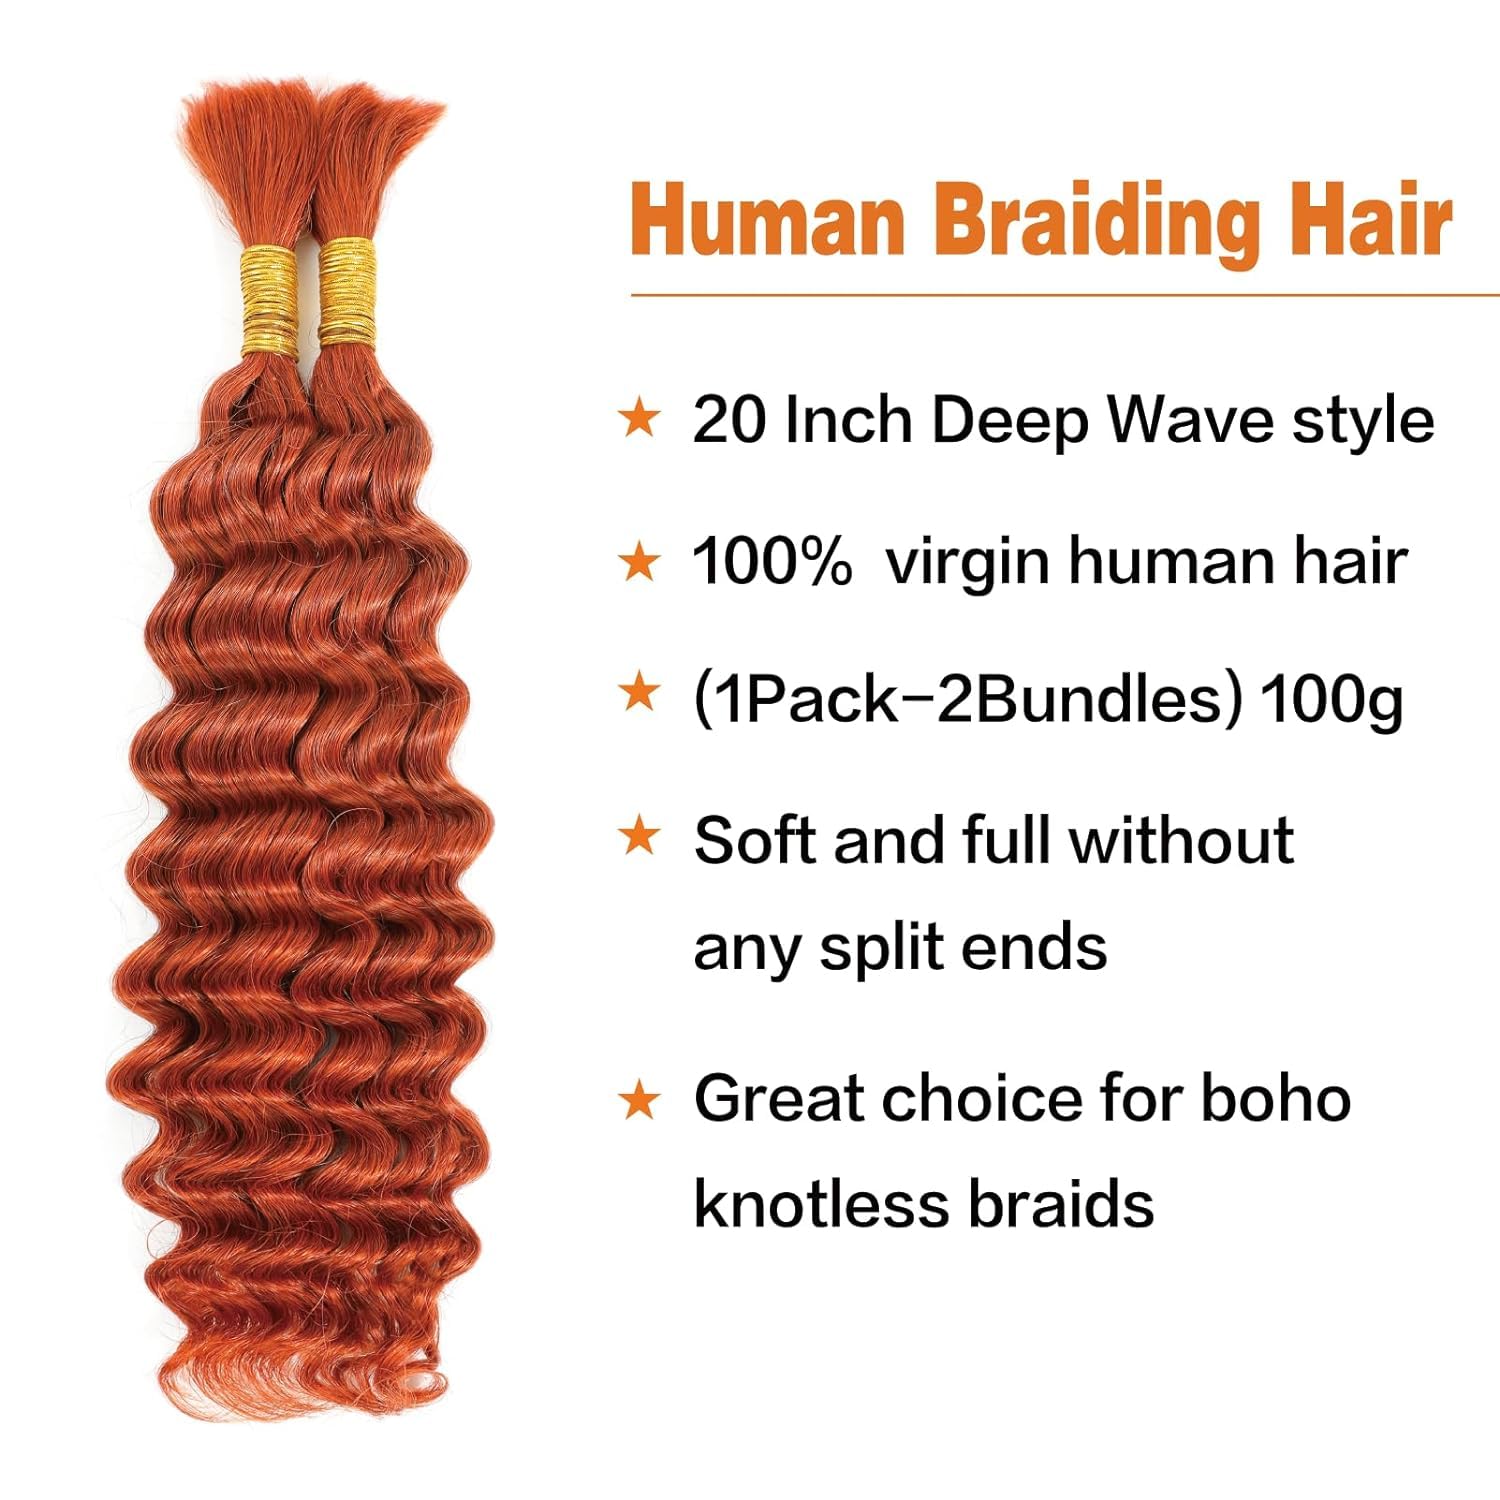 Human Braiding Hair
20 Inch Deep Wave style
100% virgin human hair
(1Pack-2Bundles) 100g
Soft and full without
any split ends
Great choice for boho
knotless braids